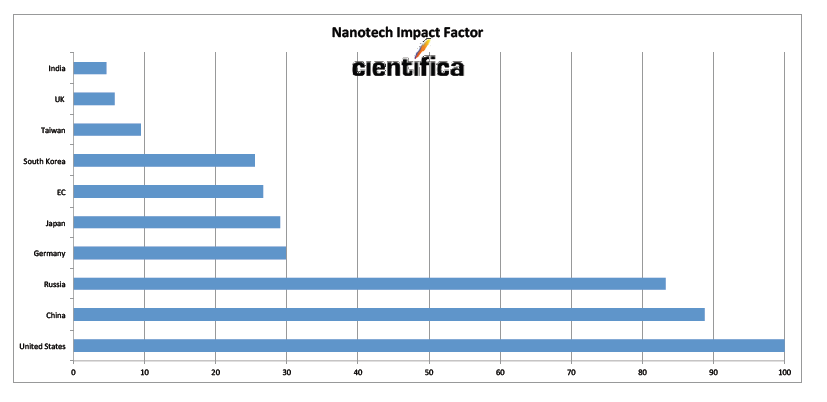 Nanotech Impact Factor
cientifica
India
UK
Taiwan
South Korea
EC
Japan
Germany
Russia
China
United States
0 10 20 30 40 50 60 70 80 90 100